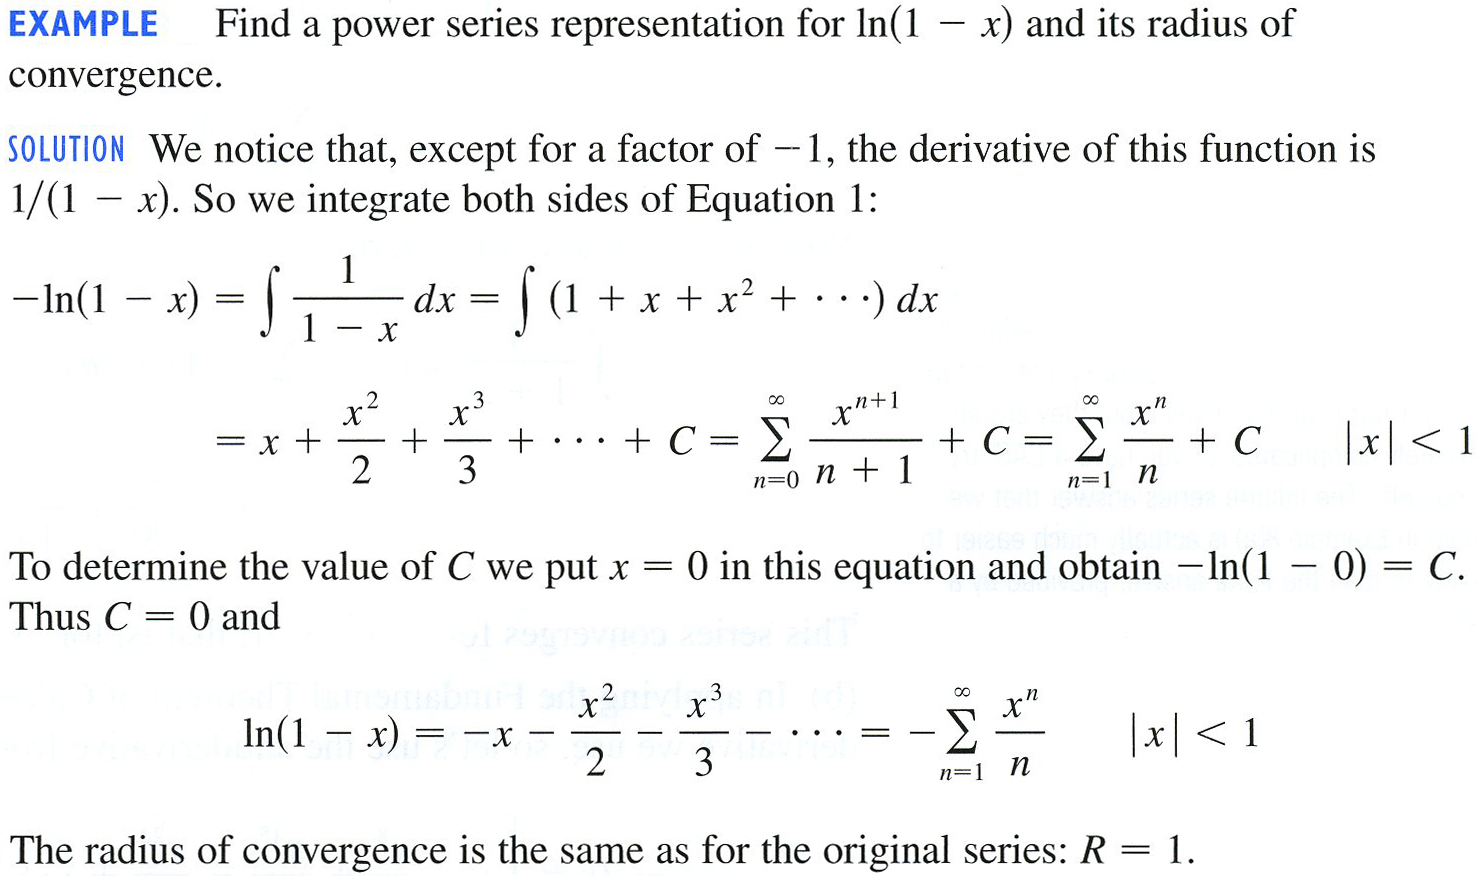 EXAMPLE Find a power series representation for ln(1 − x) and its radius of
convergence.
SOLUTION We notice that, except for a factor of −1, the derivative of this function is
1/(1 − x). So we integrate both sides of Equation 1:
−ln(1 − x) = ∫ 1/(1 − x) dx = ∫ (1 + x + x² + · · ·) dx
= x + x²/2 + x³/3 + · · · + C = ∑_{n=0}^{∞} x^{n+1}/(n + 1) + C = ∑_{n=1}^{∞} x^n/n + C |x| < 1
To determine the value of C we put x = 0 in this equation and obtain −ln(1 − 0) = C.
Thus C = 0 and
ln(1 − x) = −x − x²/2 − x³/3 − · · · = −∑_{n=1}^{∞} x^n/n |x| < 1
The radius of convergence is the same as for the original series: R = 1.